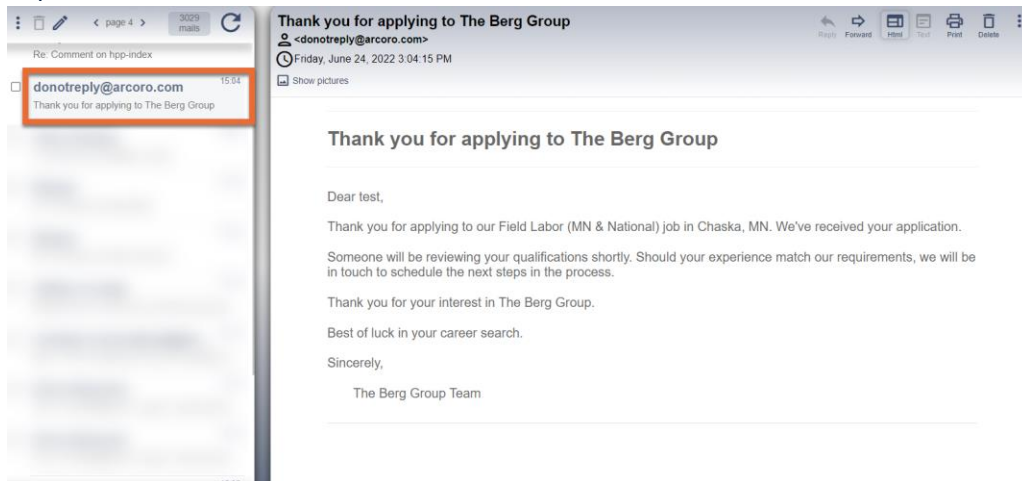 < page 4 >
3029
mails
Re: Comment on hpp-index
donotreply@arcoro.com
15:04
Thank you for applying to The Berg Group
Thank you for applying to The Berg Group
<donotreply@arcoro.com>
Friday, June 24, 2022 3:04:15 PM
Show pictures
Reply Forward Html Text Print Delete
Thank you for applying to The Berg Group
Dear test,
Thank you for applying to our Field Labor (MN & National) job in Chaska, MN. We've received your application.
Someone will be reviewing your qualifications shortly. Should your experience match our requirements, we will be
in touch to schedule the next steps in the process.
Thank you for your interest in The Berg Group.
Best of luck in your career search.
Sincerely,
The Berg Group Team